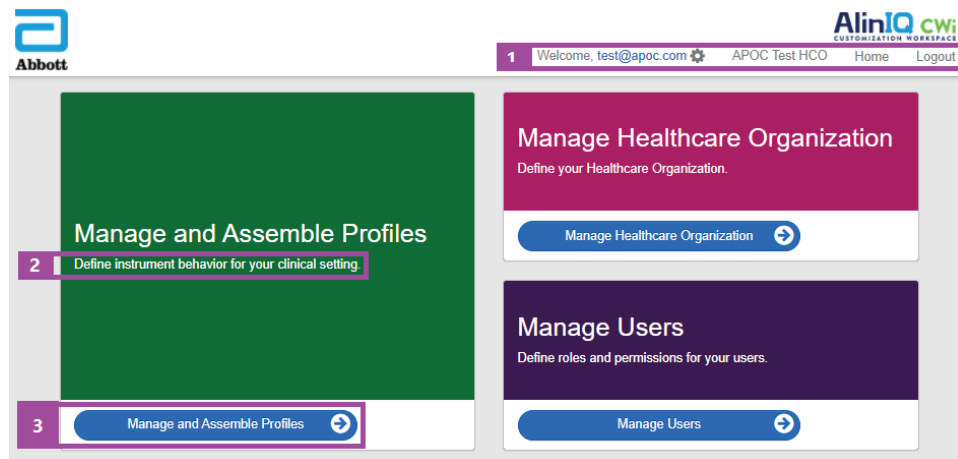 Abbott
AlinIQ CWi
CUSTOMIZATION WORKSPACE
1 Welcome, test@apoc.com APOC Test HCO Home Logout
Manage and Assemble Profiles
2 Define instrument behavior for your clinical setting.
3 Manage and Assemble Profiles
Manage Healthcare Organization
Define your Healthcare Organization.
Manage Healthcare Organization
Manage Users
Define roles and permissions for your users.
Manage Users